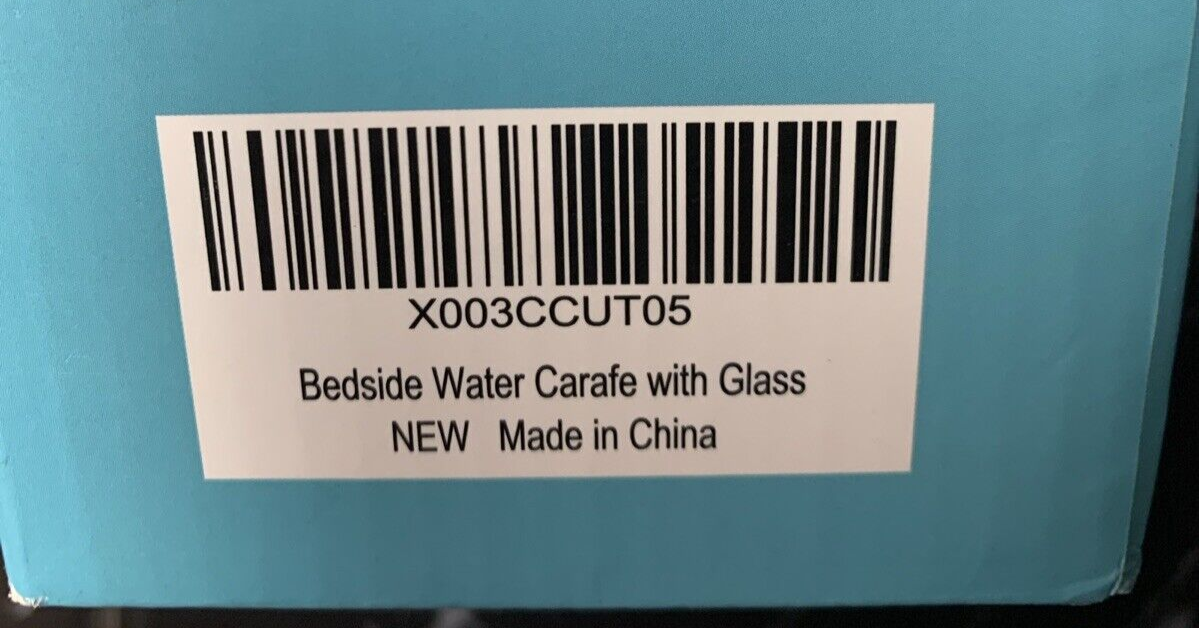 X003CCUT05
Bedside Water Carafe with Glass
NEW Made in China